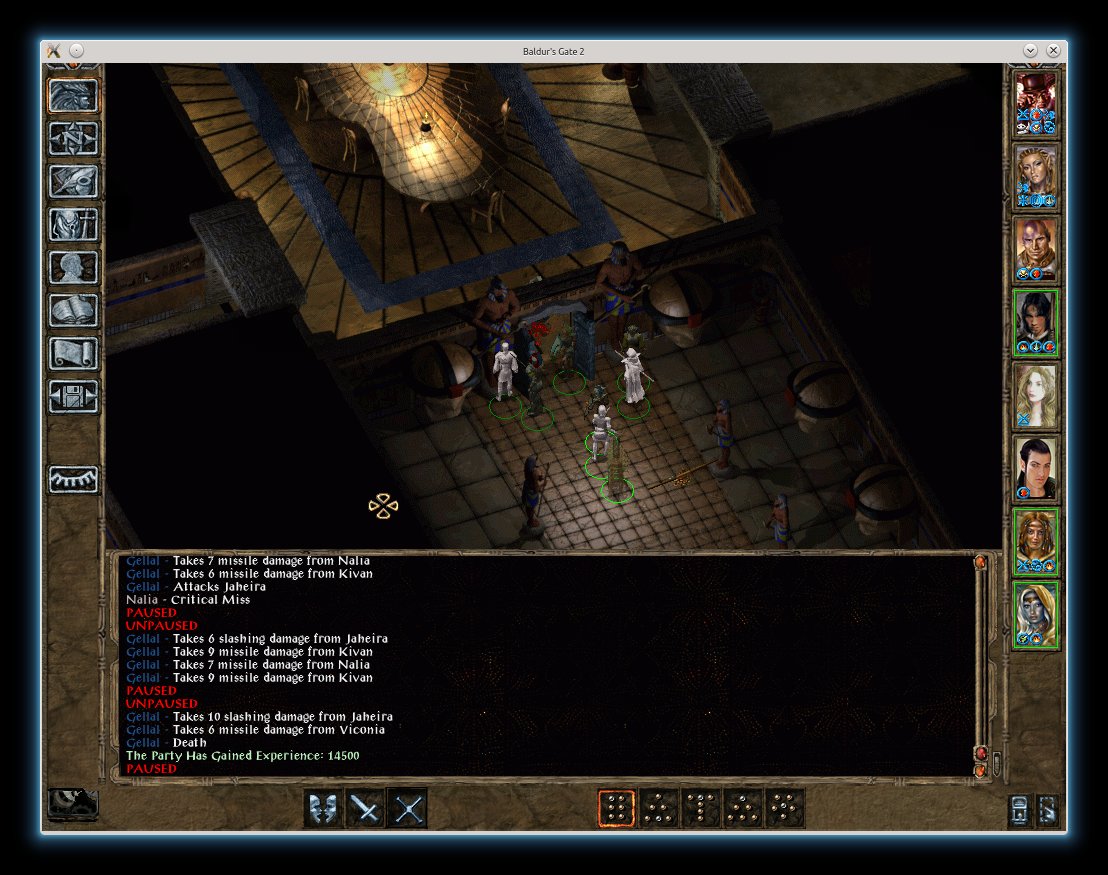 Baldur's Gate 2
Gellal - Takes 7 missile damage from Nalia
Gellal - Takes 6 missile damage from Kivan
Gellal - Attacks Jaheira
Nalia - Critical Miss
PAUSED
UNPAUSED
Gellal - Takes 6 slashing damage from Jaheira
Gellal - Takes 9 missile damage from Kivan
Gellal - Takes 7 missile damage from Nalia
Gellal - Takes 9 missile damage from Kivan
PAUSED
UNPAUSED
Gellal - Takes 10 slashing damage from Jaheira
Gellal - Takes 6 missile damage from Viconia
Gellal - Death
The Party Has Gained Experience: 14500
PAUSED